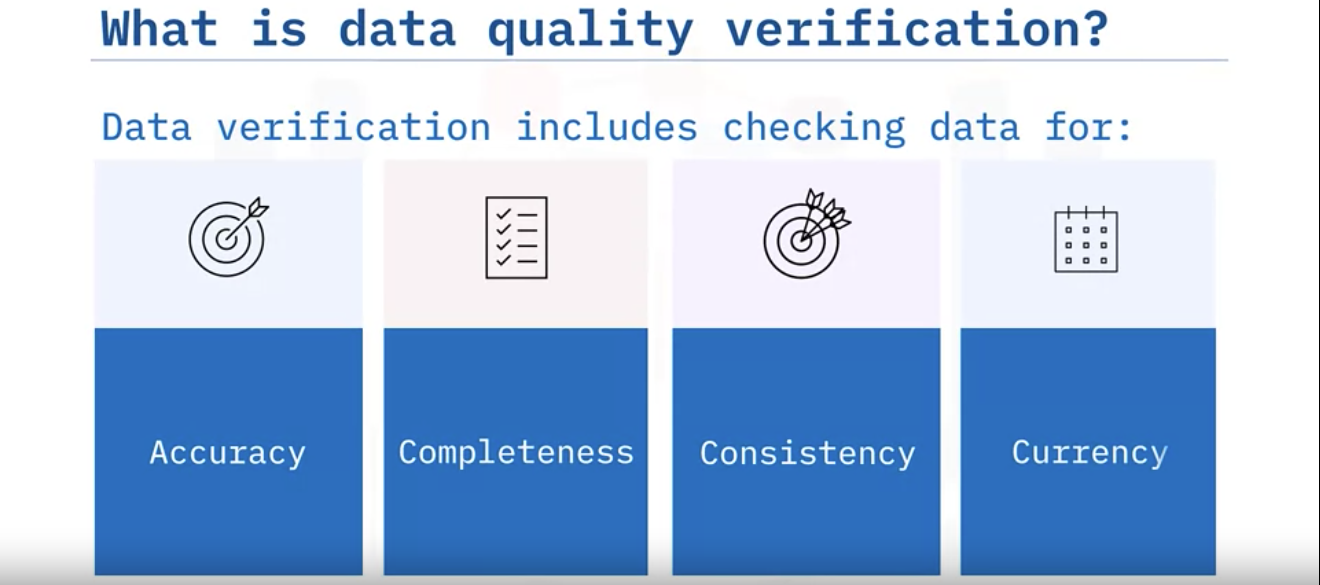 What is data quality verification?
Data verification includes checking data for:
Accuracy
Completeness
Consistency
Currency